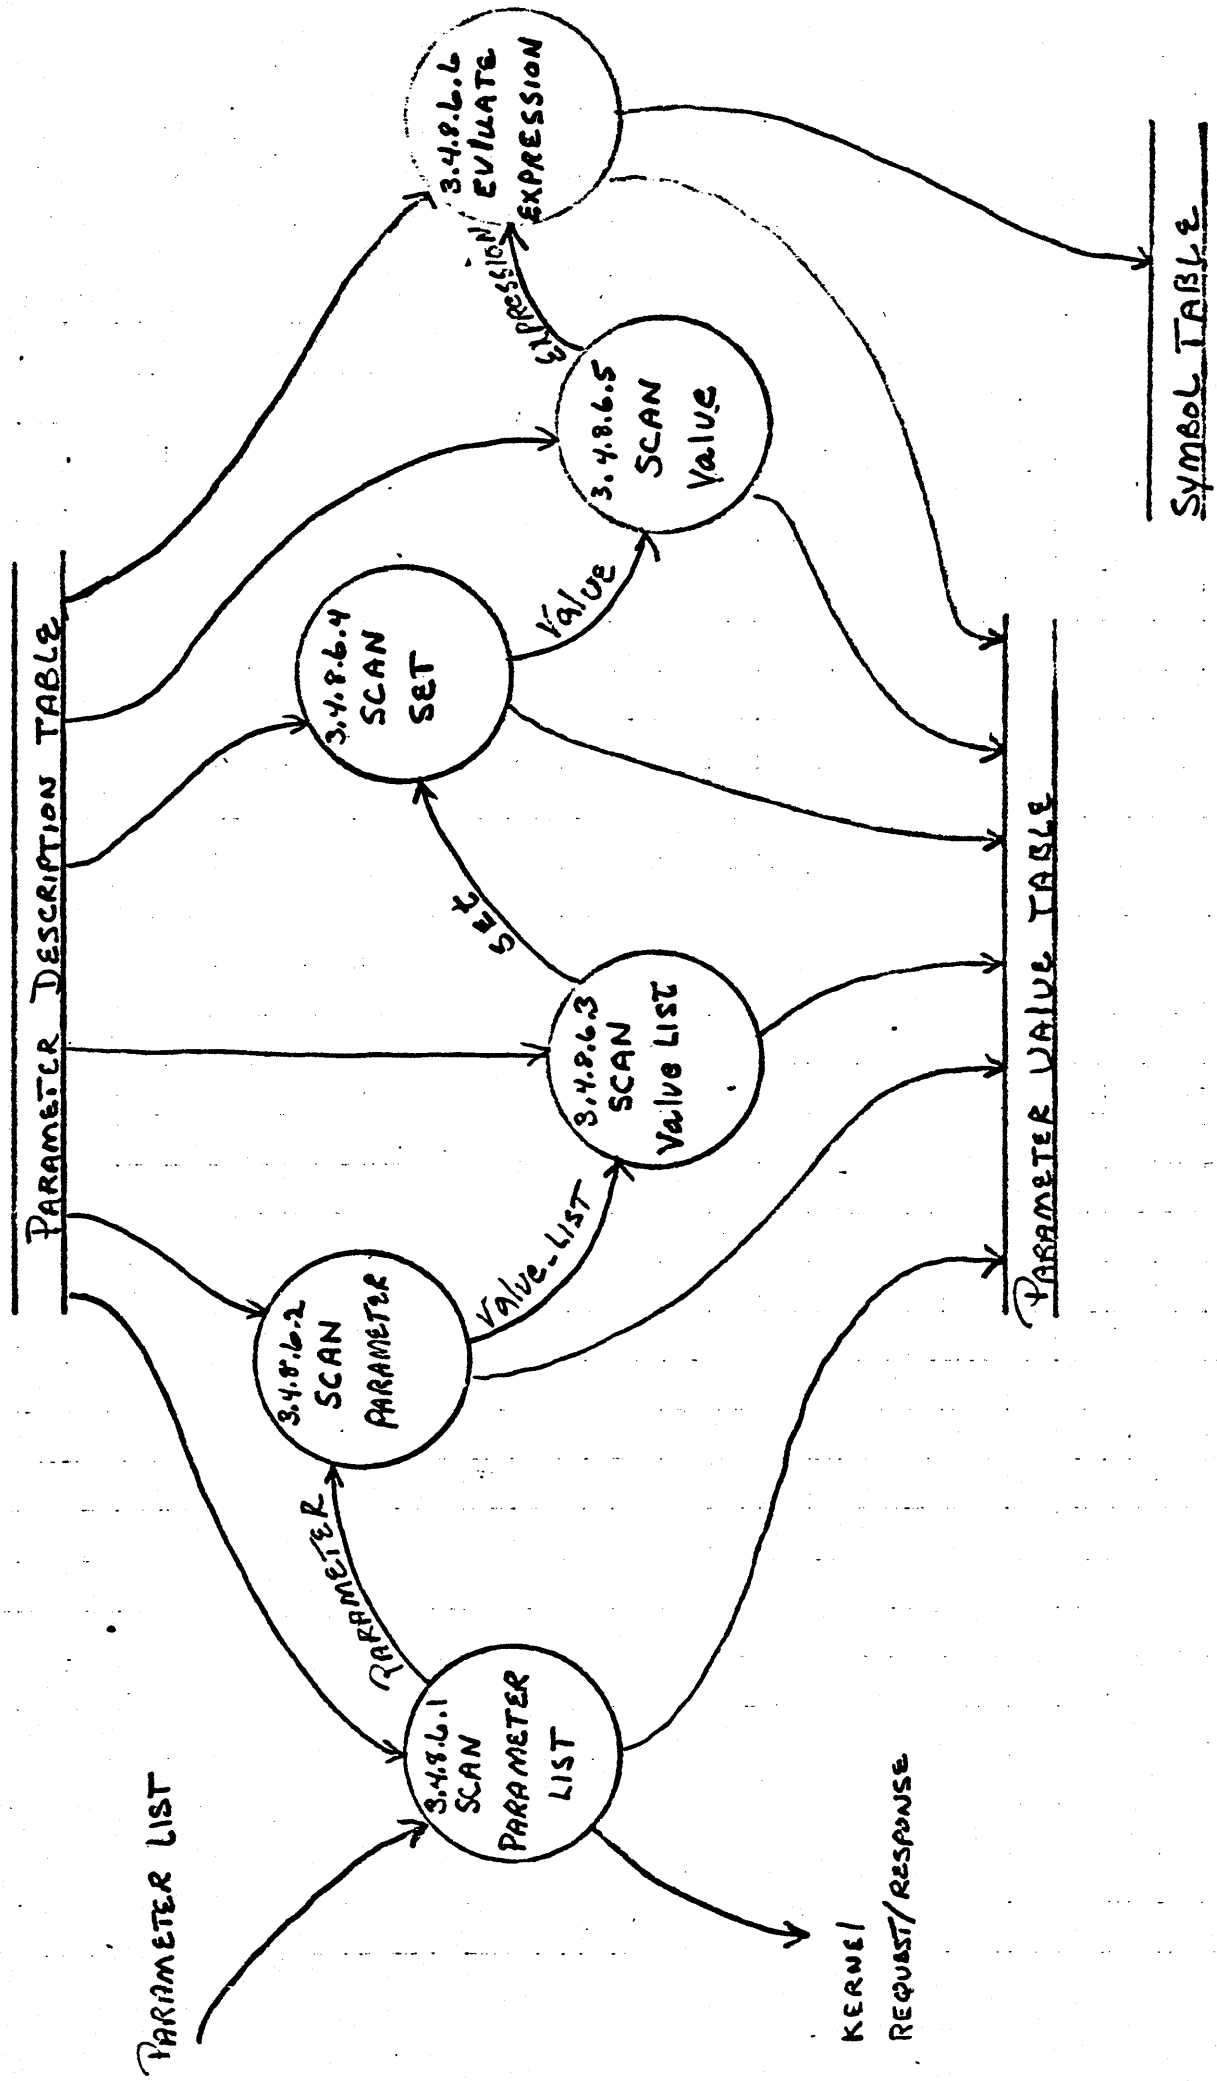 PARAMETER LIST
PARAMETER DESCRIPTION TABLE
3.4.8.6.1
SCAN
PARAMETER
LIST
PARAMETER
3.4.8.6.2
SCAN
PARAMETER
Value-LIST
3.4.8.6.3
SCAN
Value LIST
SET
3.4.8.6.4
SCAN
SET
Value
3.4.8.6.5
SCAN
Value
EXPRESSION
3.4.8.6.6
EVluATE
EXPRESSION
KERNEl
REQUEST/RESPONSE
PARAMETER VALUE TABLE
SYMBOL TABLE